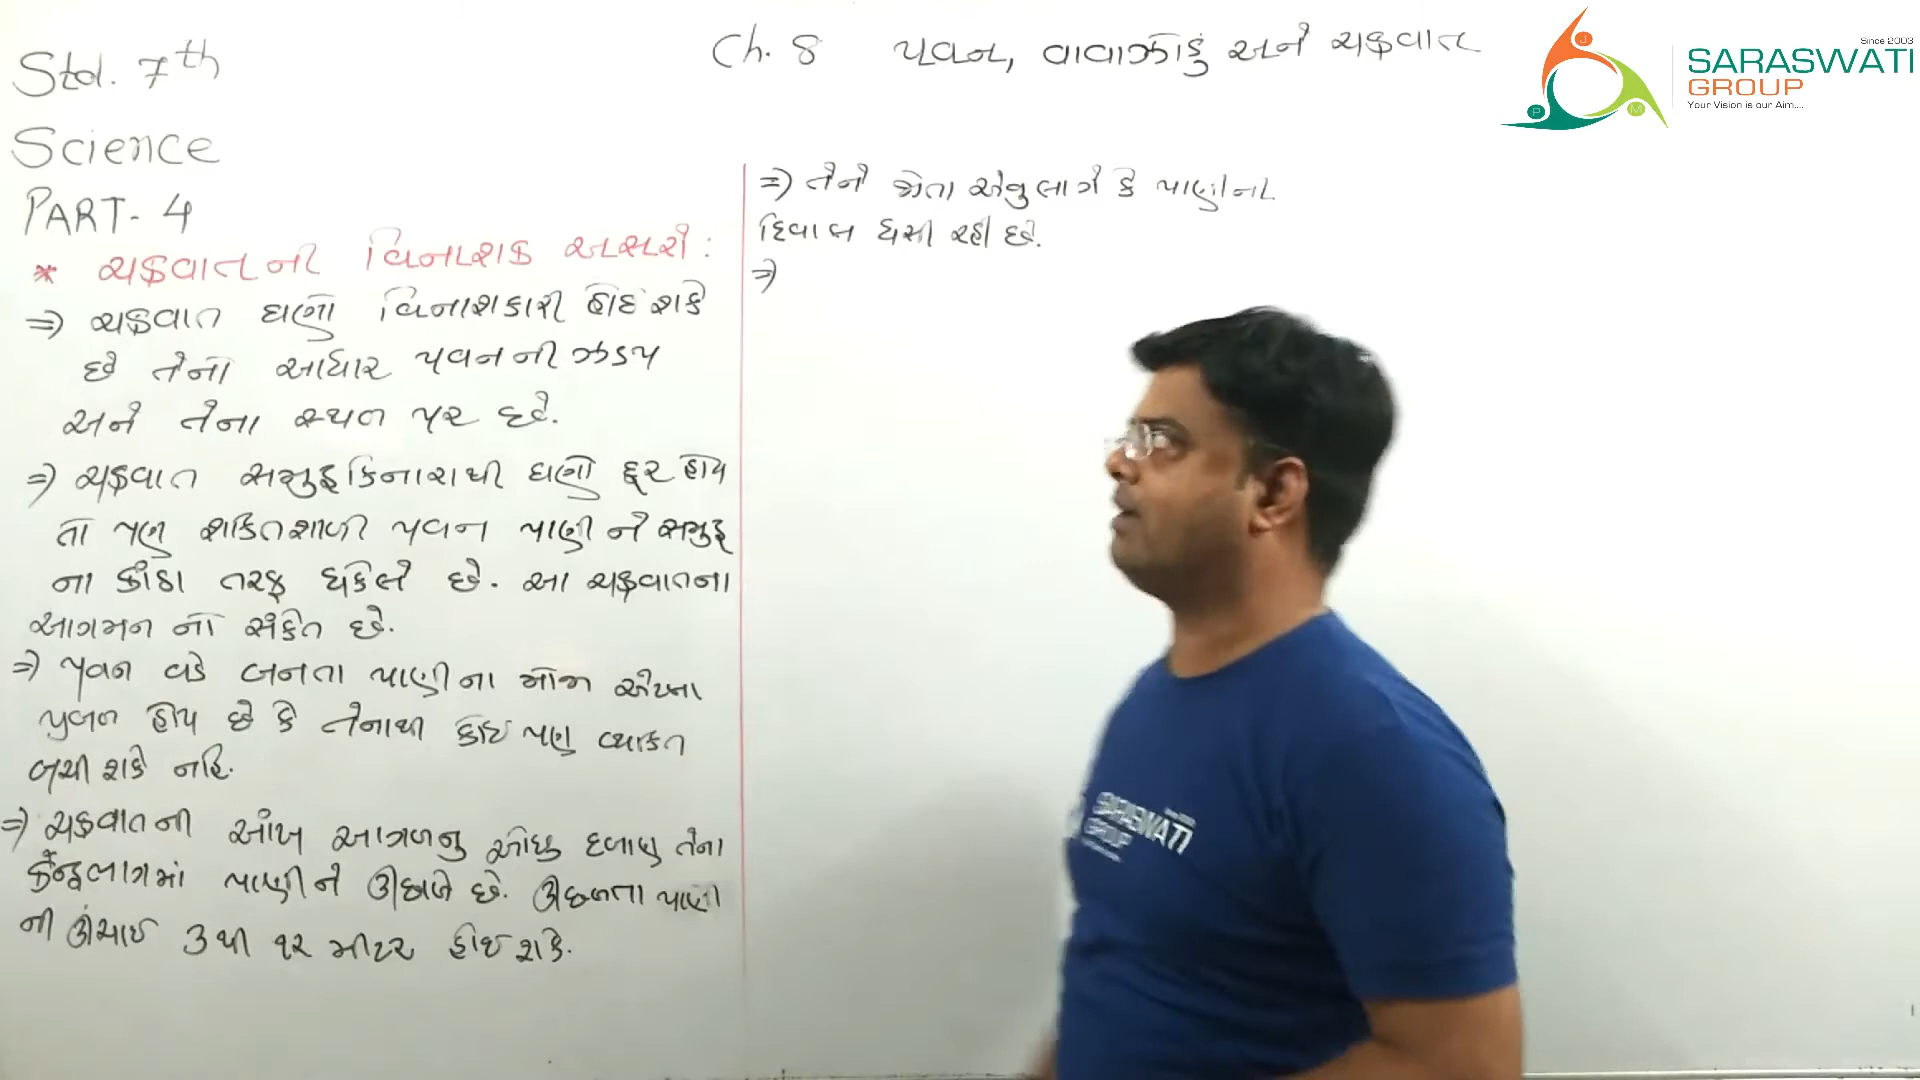 Std. 7th
Science
PART- 4
Ch. 8 પવન, વાવાઝોડું અને ચક્રવાત
Since 2003
SARASWATI
GROUP
Your Vision is our Aim....
J
P
M
* ચક્રવાતની વિનાશક અસરો :
⇒ ચક્રવાત ઘણો વિનાશકારી હોઇ શકે
છે તેનો આધાર પવનની ઝડપ
અને તેના સ્થળ પર છે.
⇒ ચક્રવાત સમુદ્રકિનારાથી ઘણો દૂર હોય
તો પણ શક્તિશાળી પવન પાણી ને સમુદ્ર
ના કાંઠા તરફ ધકેલે છે. આ ચક્રવાતના
આગમન નો સંકેત છે.
⇒ પવન વડે બનતા પાણીના મોજા એટલા
પ્રબળ હોય છે કે તેનાથી કોઇ પણ વ્યક્તિ
બચી શકે નહિ.
⇒ ચક્રવાતની આંખ આગળનુ ઓછુ દબાણ તેના
કેન્દ્રભાગમાં પાણીને ઊછાળે છે. ઊછળતા પાણી
ની ઊંચાઈ 3 થી ૧૨ મીટર હોઈ શકે.
⇒ તેને જોતા એવુ લાગે કે પાણીની
દિવાલ ધસી રહી છે.
⇒
SARASWATI
GROUP